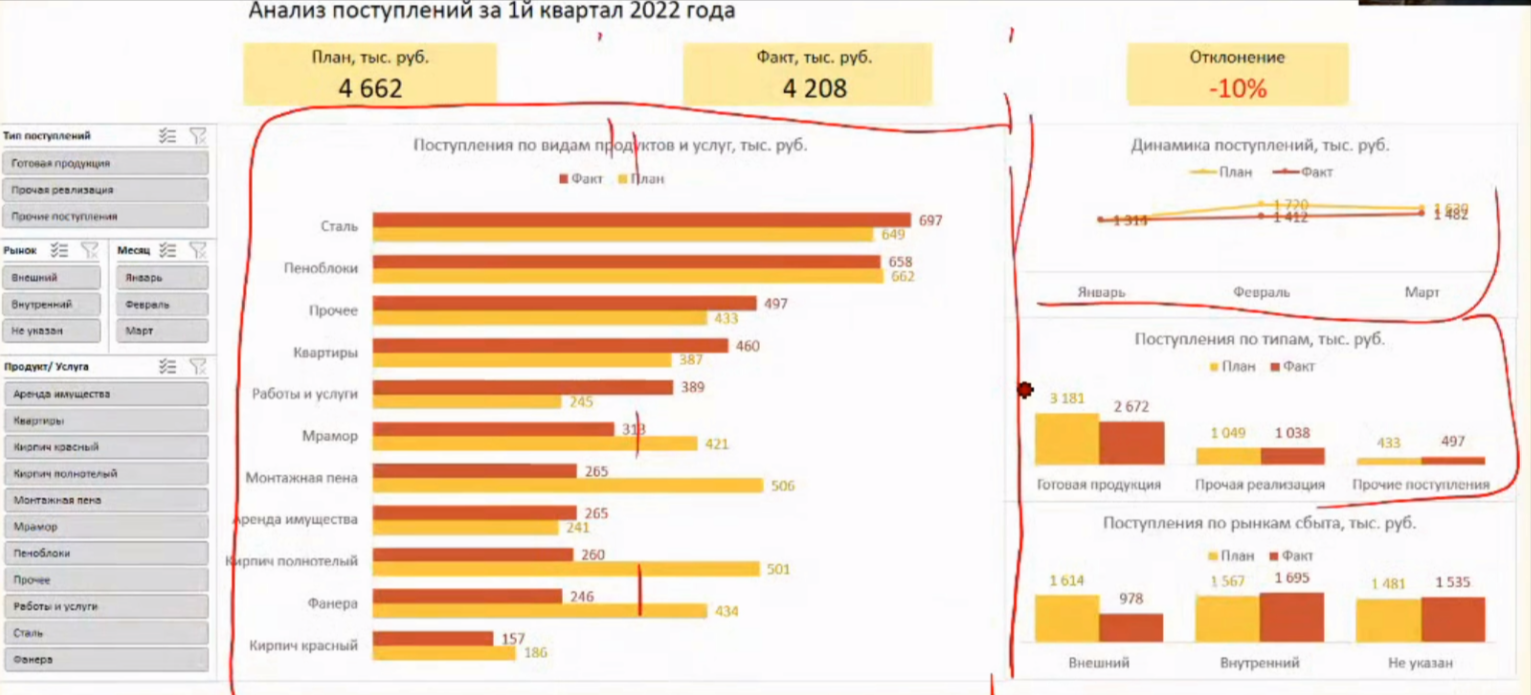 Анализ поступлений за 1й квартал 2022 года
План, тыс. руб.
4 662
Факт, тыс. руб.
4 208
Отклонение
-10%
Тип поступлений
Готовая продукция
Прочая реализация
Прочие поступления
Рынок
Внешний
Внутренний
Не указан
Месяц
Январь
Февраль
Март
Продукт/ Услуга
Аренда имущества
Квартиры
Кирпич красный
Кирпич полнотелый
Монтажная пена
Мрамор
Пеноблоки
Прочее
Работы и услуги
Сталь
Фанера
Поступления по видам продуктов и услуг, тыс. руб.
Факт План
Сталь 697
649
Пеноблоки 658
662
Прочее 497
433
Квартиры 460
387
Работы и услуги 389
245
Мрамор 313
421
Монтажная пена 265
506
Аренда имущества 265
241
Кирпич полнотелый 260
501
Фанера 246
434
Кирпич красный 157
186
Динамика поступлений, тыс. руб.
План Факт
1 314
1 720
1 412
1 639
1 482
Январь Февраль Март
Поступления по типам, тыс. руб.
План Факт
3 181 2 672 1 049 1 038 433 497
Готовая продукция Прочая реализация Прочие поступления
Поступления по рынкам сбыта, тыс. руб.
План Факт
1 614 978 1 567 1 695 1 481 1 535
Внешний Внутренний Не указан